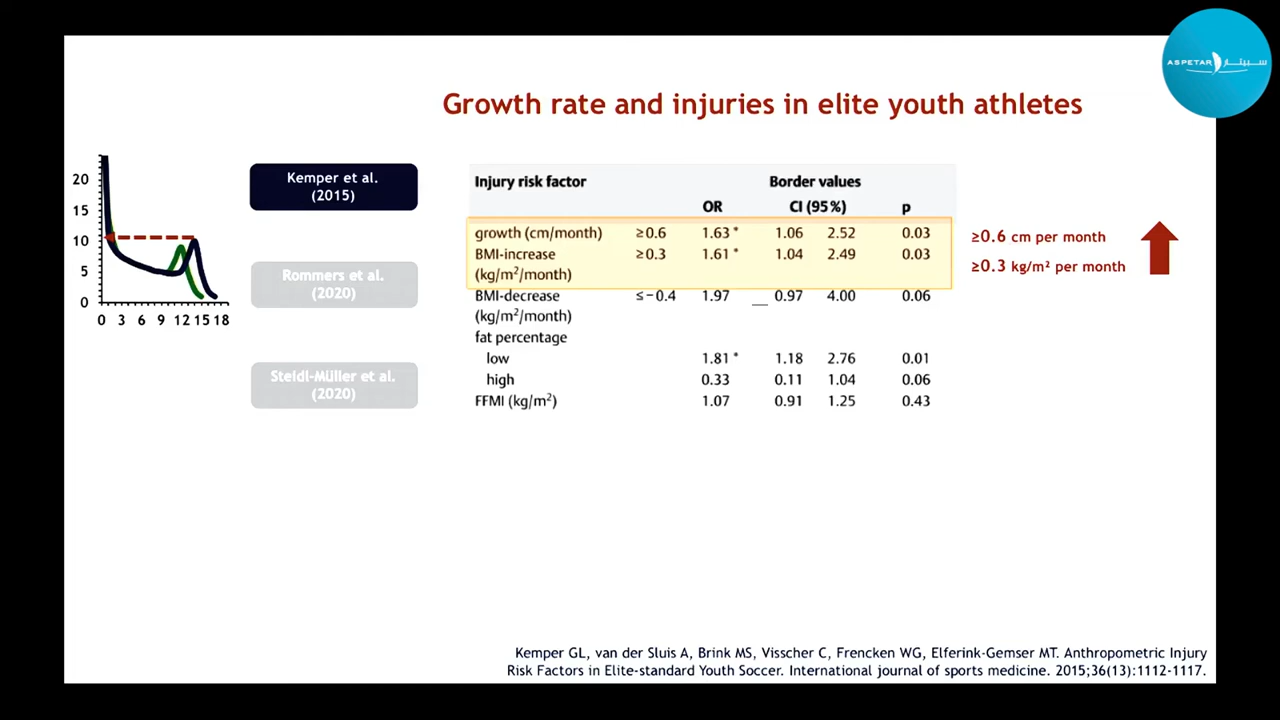 ASPETAR سبيتار
Growth rate and injuries in elite youth athletes
20
15
10
5
0
0 3 6 9 12 15 18
Kemper et al.
(2015)
Rommers et al.
(2020)
Steidl-Müller et al.
(2020)
Injury risk factor Border values
OR CI (95%) p
growth (cm/month) ≥0.6 1.63 * 1.06 2.52 0.03
BMI-increase ≥0.3 1.61 * 1.04 2.49 0.03
(kg/m²/month)
BMI-decrease ≤−0.4 1.97 0.97 4.00 0.06
(kg/m²/month)
fat percentage
low 1.81 * 1.18 2.76 0.01
high 0.33 0.11 1.04 0.06
FFMI (kg/m²) 1.07 0.91 1.25 0.43
≥0.6 cm per month
≥0.3 kg/m² per month
Kemper GL, van der Sluis A, Brink MS, Visscher C, Frencken WG, Elferink-Gemser MT. Anthropometric Injury
Risk Factors in Elite-standard Youth Soccer. International journal of sports medicine. 2015;36(13):1112-1117.